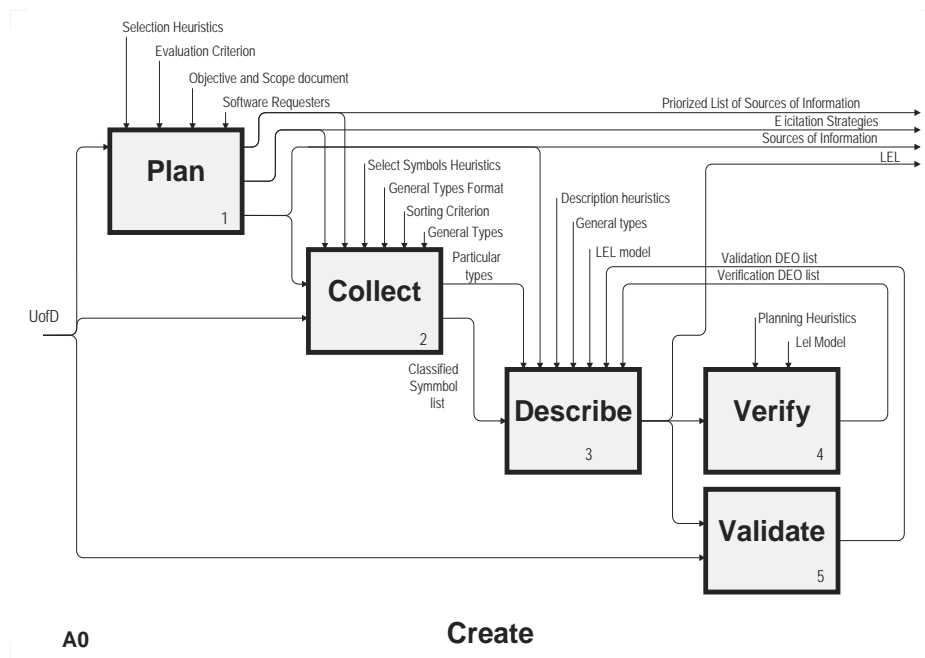 Selection Heuristics
Evaluation Criterion
Objective and Scope document
Software Requesters
Priorized List of Sources of Information
E icitation Strategies
Sources of Information
LEL
Plan
1
Select Symbols Heuristics
General Types Format
Sorting Criterion
General Types
Description heuristics
General types
LEL model
Particular
types
Validation DEO list
Verification DEO list
Collect
2
UofD
Planning Heuristics
Lel Model
Classified
Symmbol
list
Describe
3
Verify
4
Validate
5
A0
Create